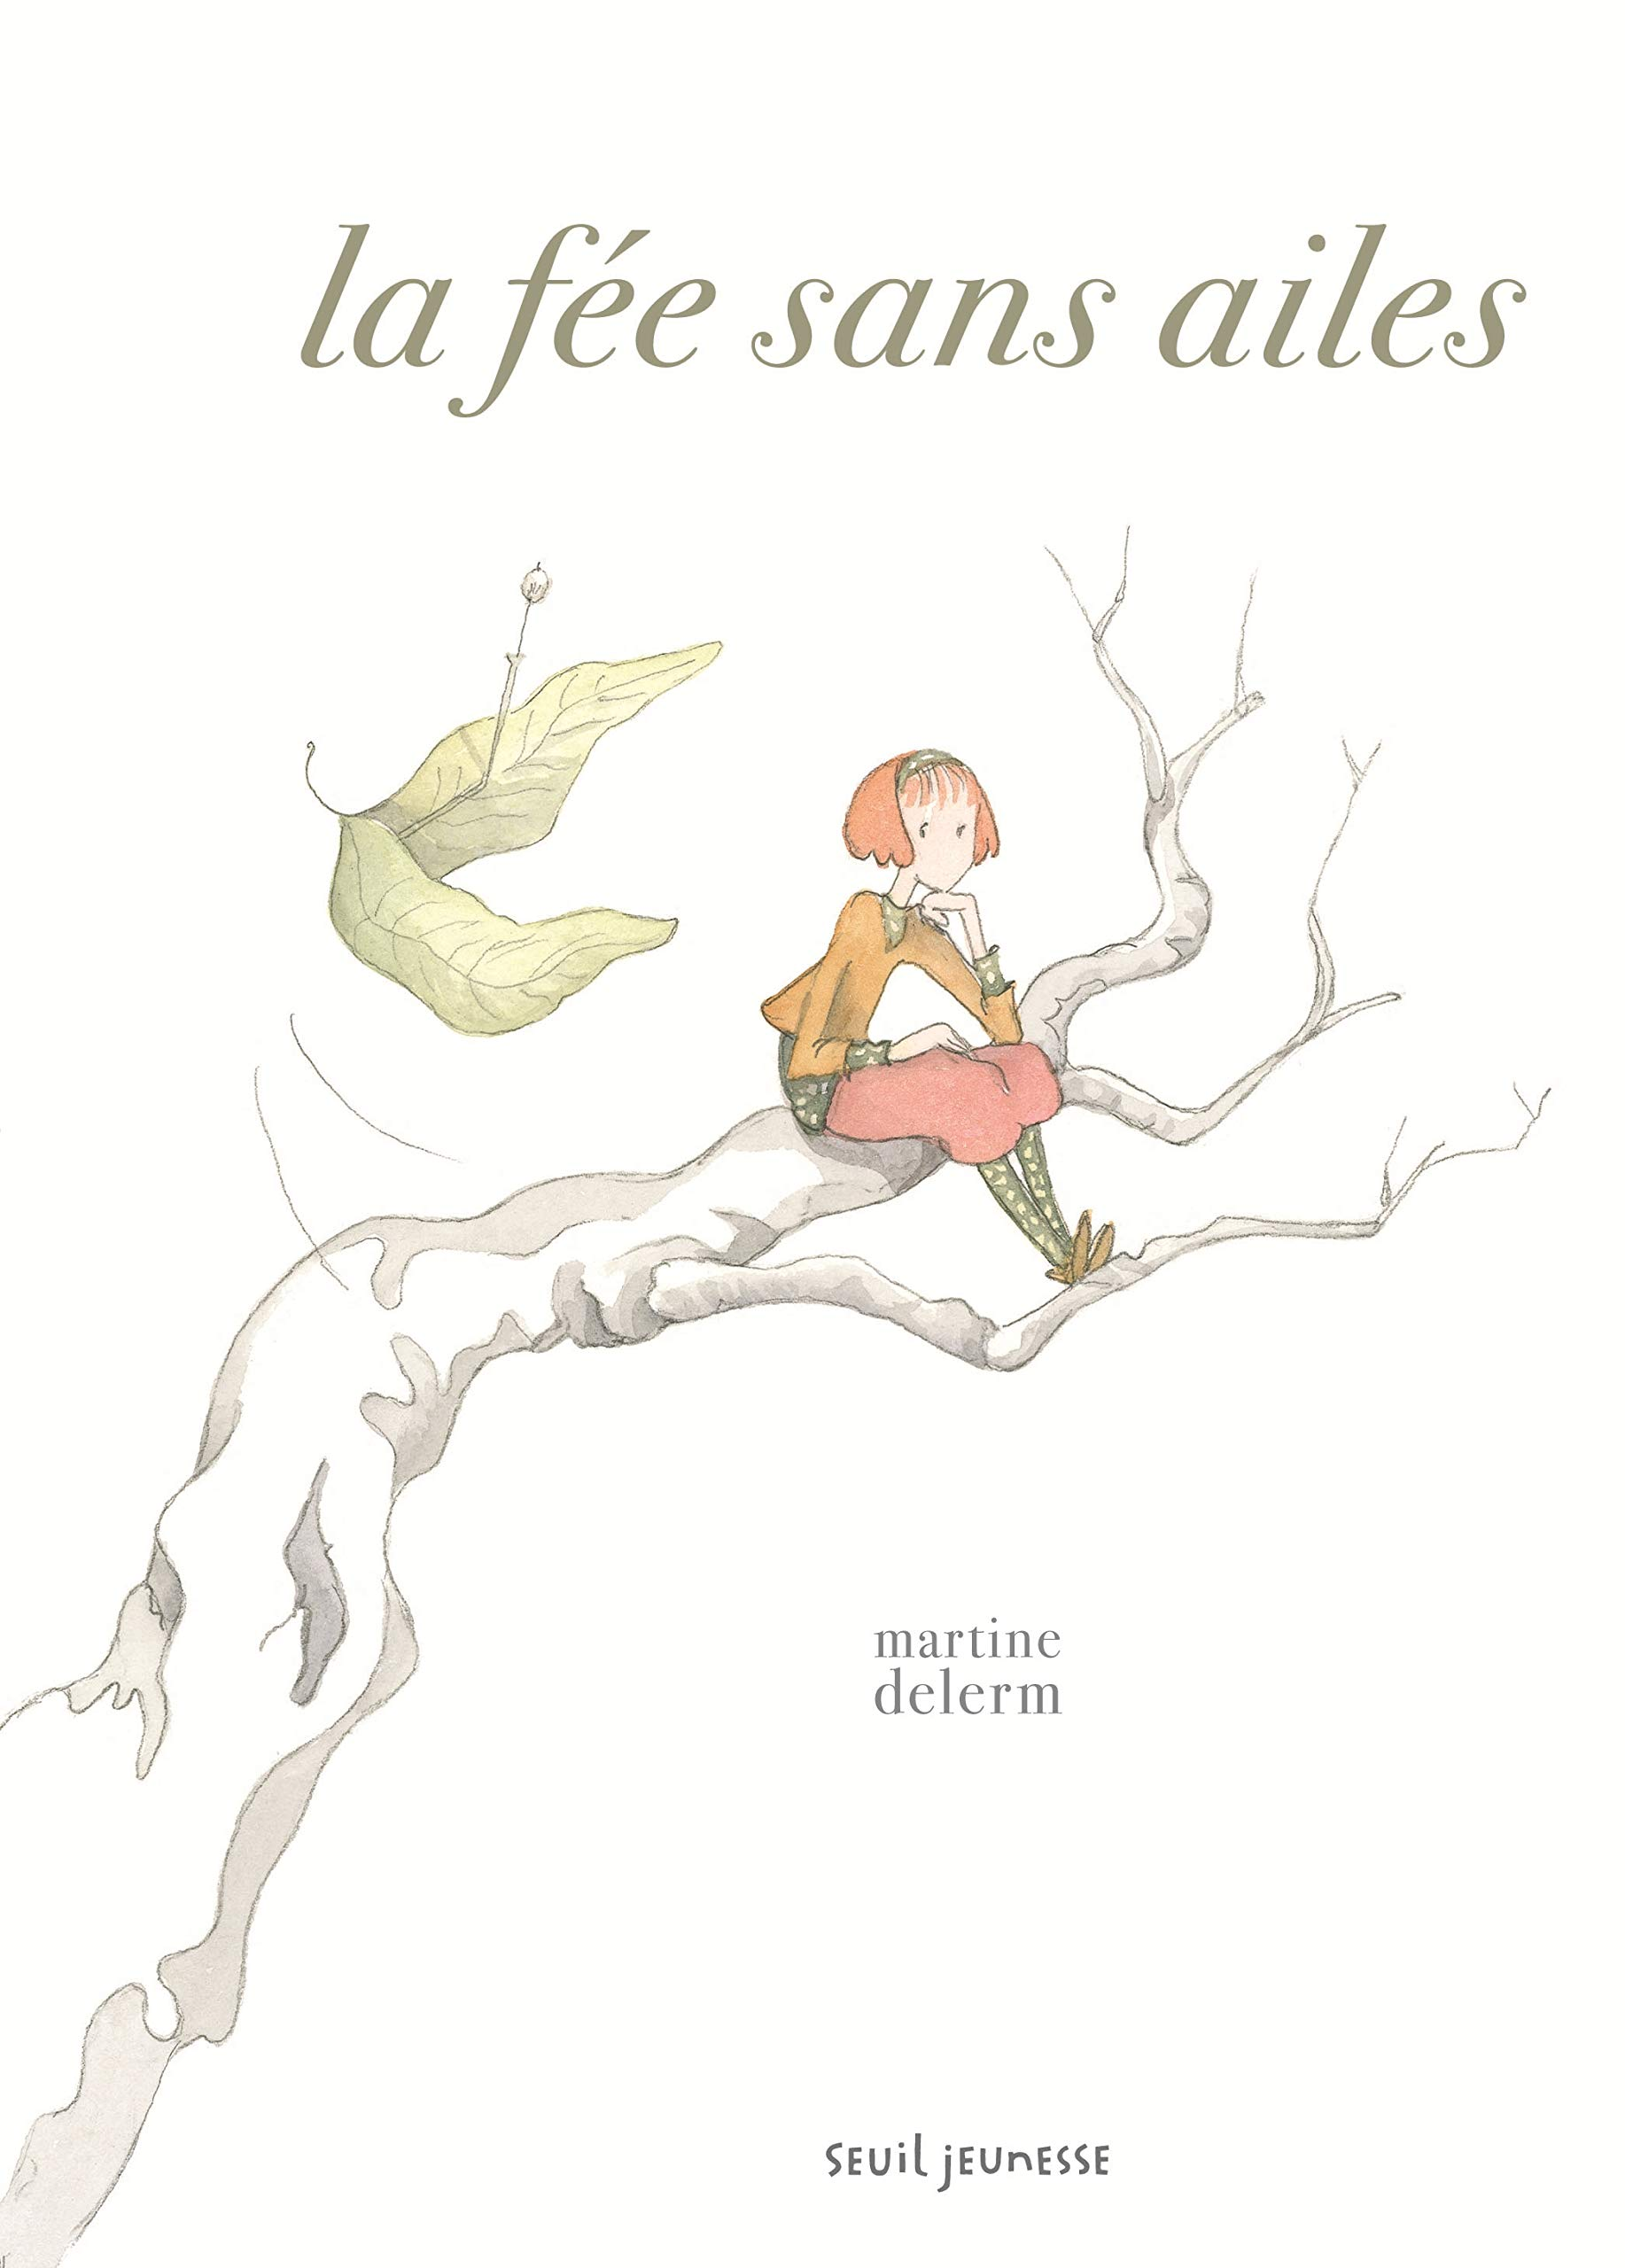 la fée sans ailes
martine
delerm
SEUIL jEUnESSE